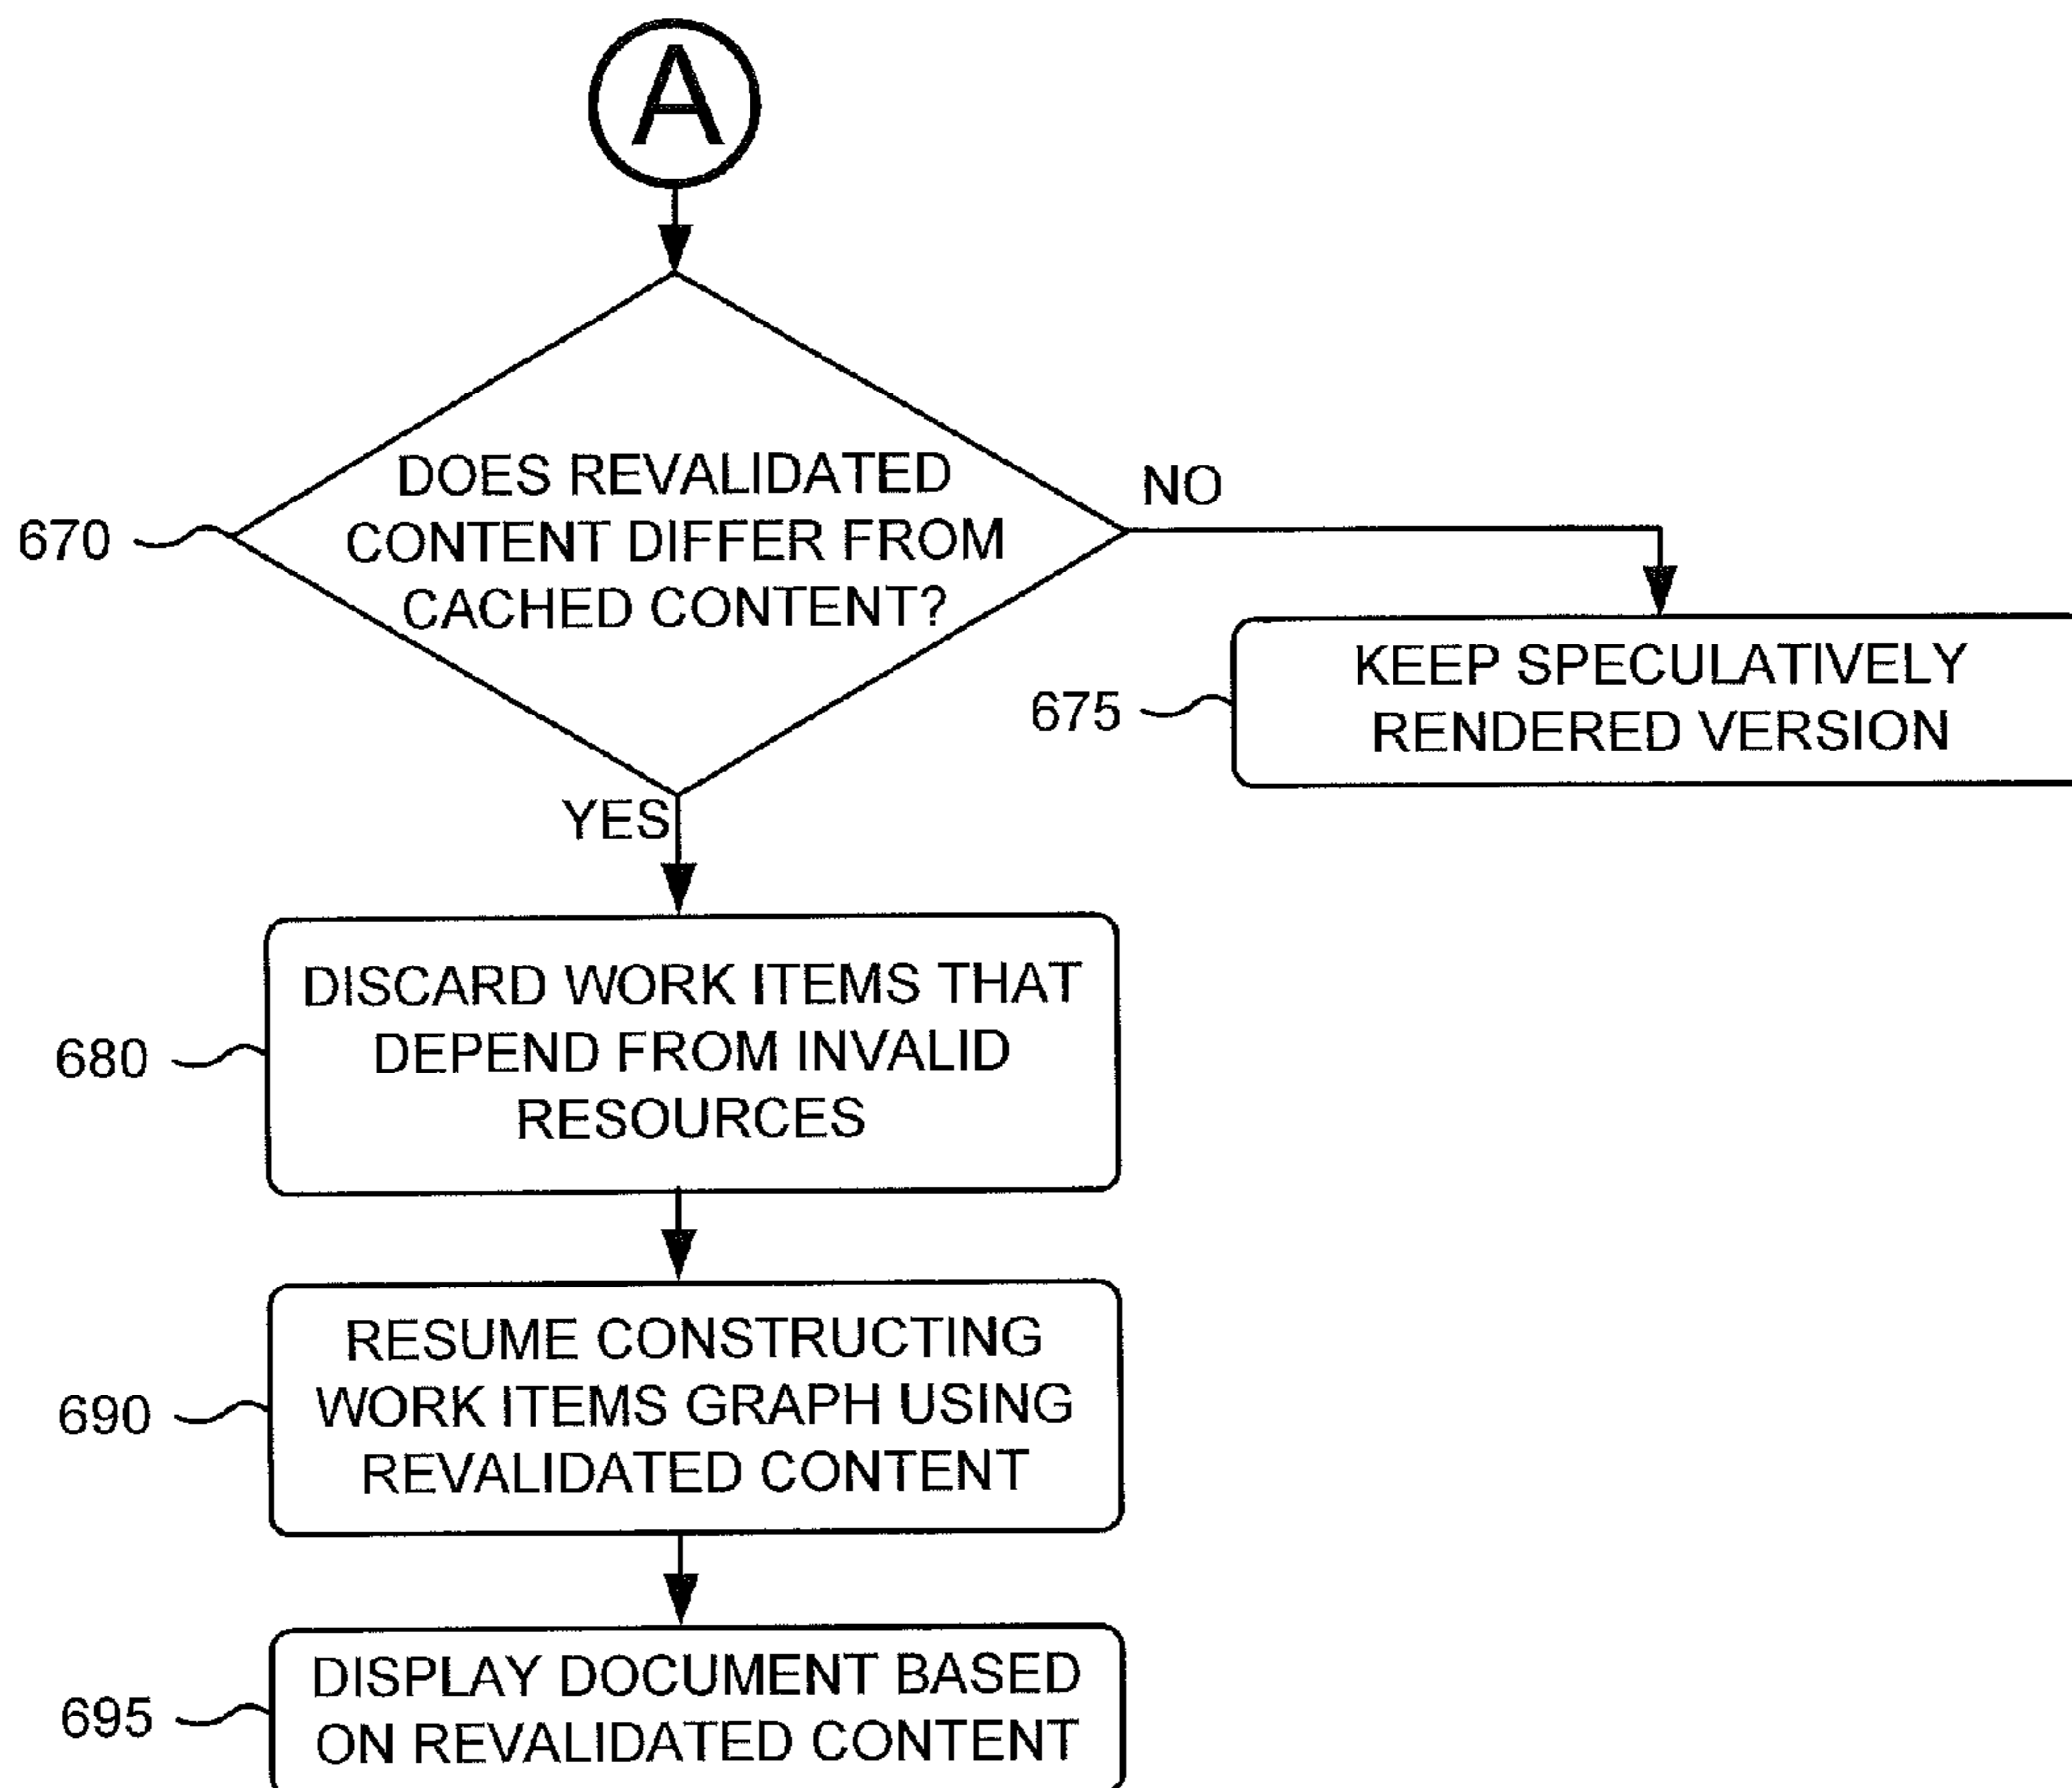 A
DOES REVALIDATED
CONTENT DIFFER FROM
CACHED CONTENT?
670
NO
KEEP SPECULATIVELY
RENDERED VERSION
675
YES
DISCARD WORK ITEMS THAT
DEPEND FROM INVALID
RESOURCES
680
RESUME CONSTRUCTING
WORK ITEMS GRAPH USING
REVALIDATED CONTENT
690
DISPLAY DOCUMENT BASED
ON REVALIDATED CONTENT
695